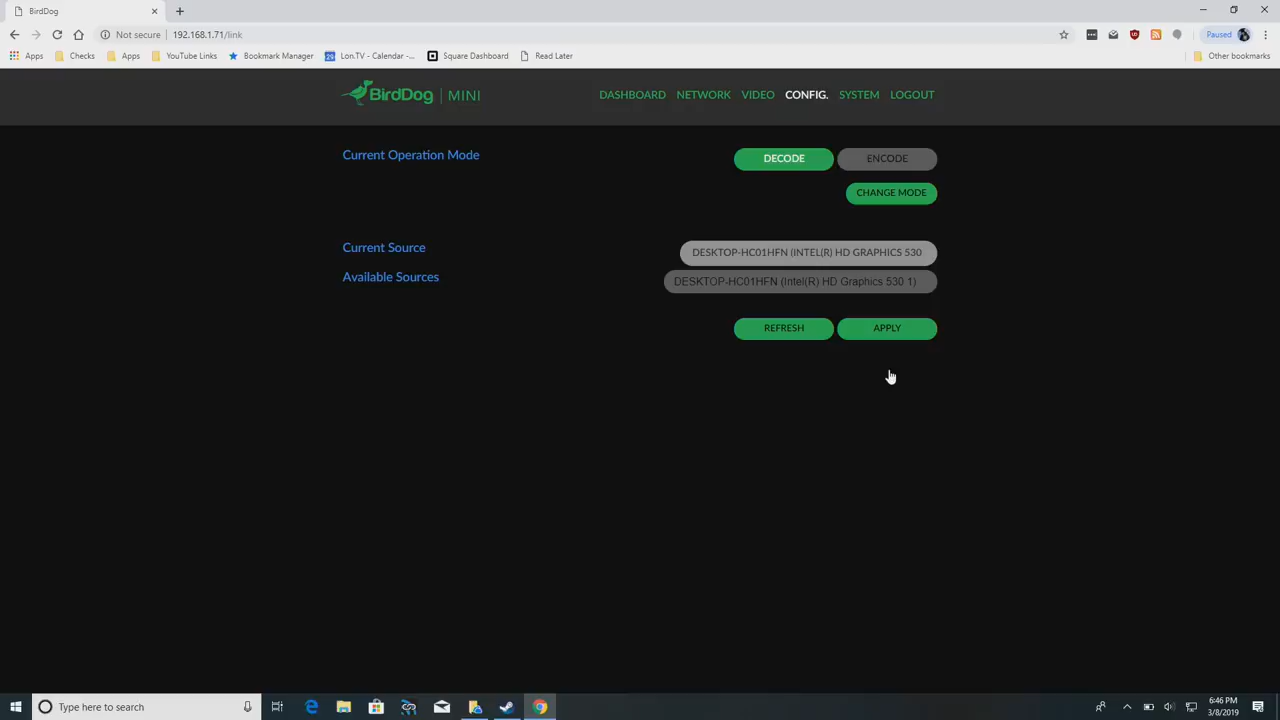 BirdDog
Not secure | 192.168.1.71/link
Paused
Apps
Checks
Apps
YouTube Links
Bookmark Manager
29
Lon.TV - Calendar -...
Square Dashboard
Read Later
Other bookmarks
BirdDog | MINI
DASHBOARD
NETWORK
VIDEO
CONFIG.
SYSTEM
LOGOUT
Current Operation Mode
DECODE
ENCODE
CHANGE MODE
Current Source
DESKTOP-HC01HFN (INTEL(R) HD GRAPHICS 530
Available Sources
DESKTOP-HC01HFN (Intel(R) HD Graphics 530 1)
REFRESH
APPLY
Type here to search
6:46 PM
3/8/2019